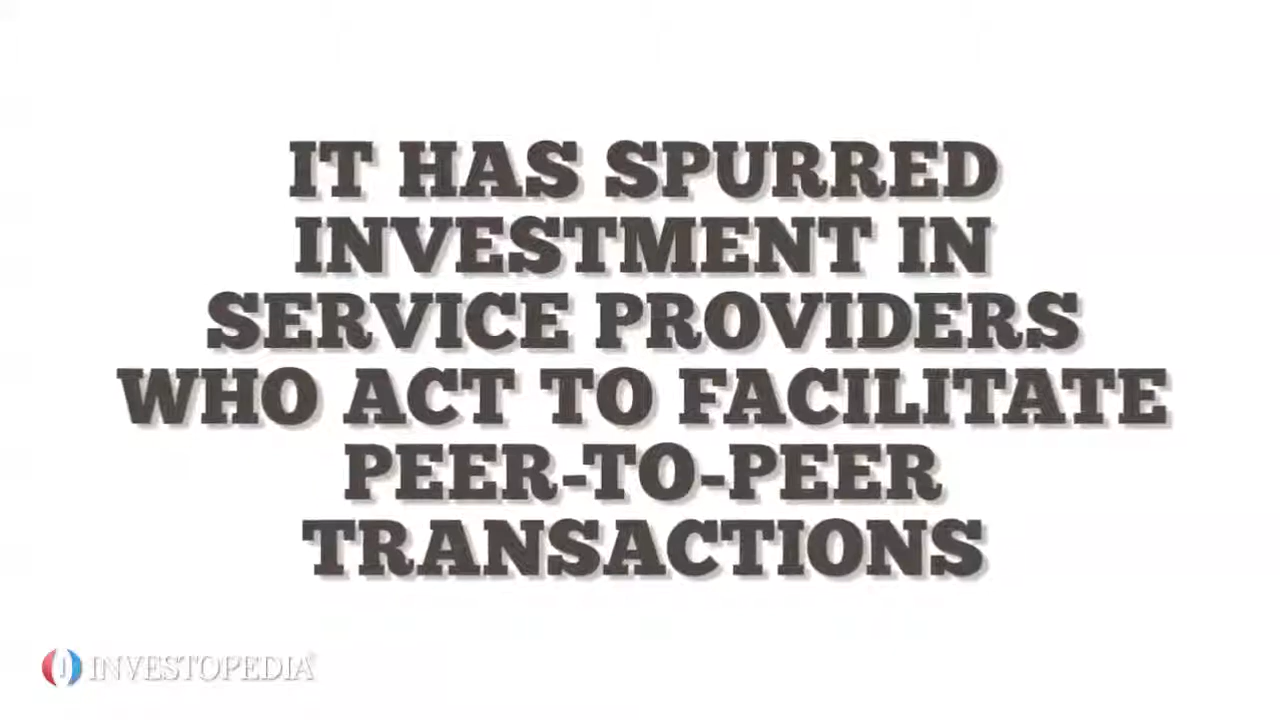 IT HAS SPURRED
INVESTMENT IN
SERVICE PROVIDERS
WHO ACT TO FACILITATE
PEER-TO-PEER
TRANSACTIONS
INVESTOPEDIA